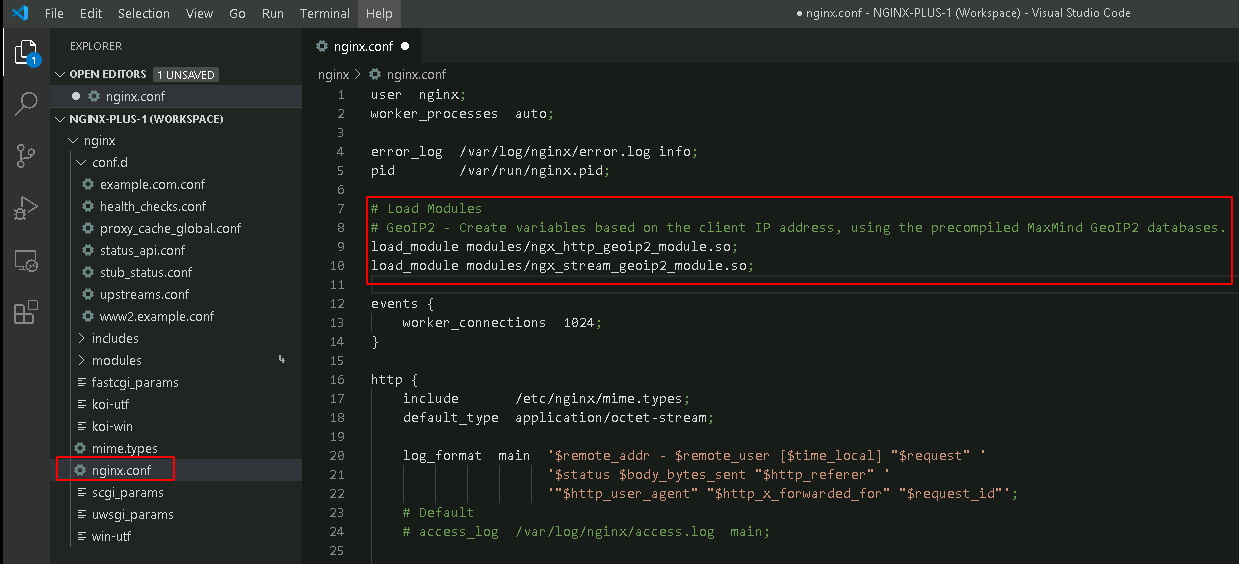 File Edit Selection View Go Run Terminal Help
● nginx.conf - NGINX-PLUS-1 (Workspace) - Visual Studio Code
1
EXPLORER
OPEN EDITORS 1 UNSAVED
● nginx.conf
NGINX-PLUS-1 (WORKSPACE)
nginx
conf.d
example.com.conf
health_checks.conf
proxy_cache_global.conf
status_api.conf
stub_status.conf
upstreams.conf
www2.example.conf
includes
modules
fastcgi_params
koi-utf
koi-win
mime.types
nginx.conf
scgi_params
uwsgi_params
win-utf
nginx.conf ●
nginx > nginx.conf
1 user  nginx;
2 worker_processes  auto;
3
4 error_log  /var/log/nginx/error.log info;
5 pid        /var/run/nginx.pid;
6
7 # Load Modules
8 # GeoIP2 - Create variables based on the client IP address, using the precompiled MaxMind GeoIP2 databases.
9 load_module modules/ngx_http_geoip2_module.so;
10 load_module modules/ngx_stream_geoip2_module.so;
11
12 events {
13     worker_connections  1024;
14 }
15
16 http {
17     include       /etc/nginx/mime.types;
18     default_type  application/octet-stream;
19
20     log_format  main  '$remote_addr - $remote_user [$time_local] "$request" '
21                       '$status $body_bytes_sent "$http_referer" '
22                       '"$http_user_agent" "$http_x_forwarded_for" "$request_id"';
23     # Default
24     # access_log  /var/log/nginx/access.log  main;
25